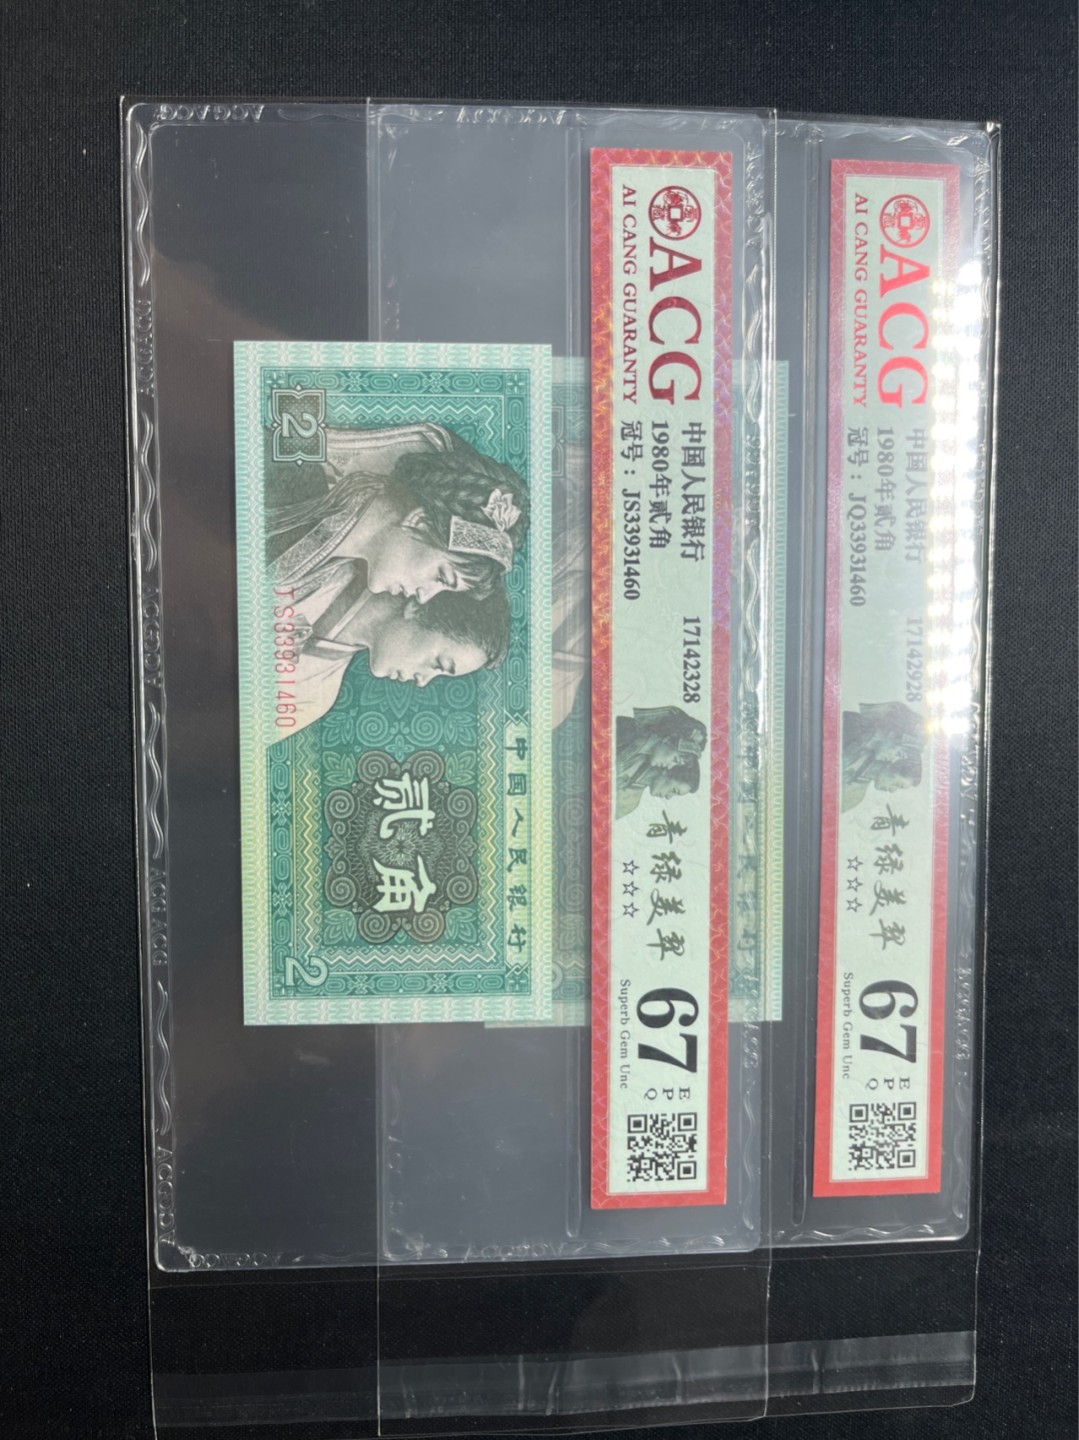 ACG
AI CANG GUARANTY
中国人民银行 17142328
1980年贰角
冠号：JS33931460
青绿美翠
☆☆☆
67
EPQ
Superb Gem Unc
ACG
AI CANG GUARANTY
中国人民银行 17142928
1980年贰角
冠号：JQ33931460
青绿美翠
☆☆☆
67
EPQ
Superb Gem Unc
中国人民银行
贰角
JS33931460
2
2